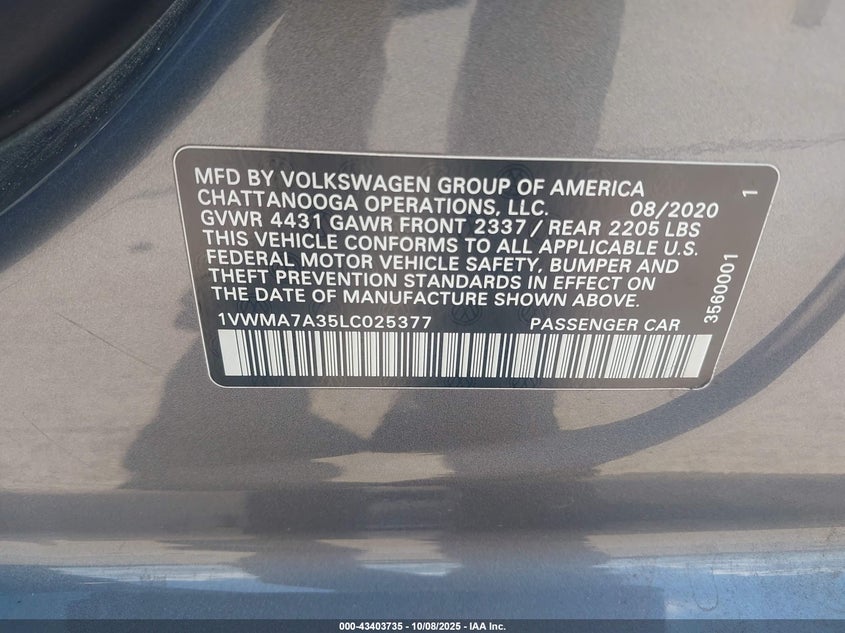 MFD BY VOLKSWAGEN GROUP OF AMERICA
CHATTANOOGA OPERATIONS, LLC. 08/2020
GVWR 4431 GAWR FRONT 2337 / REAR 2205 LBS
THIS VEHICLE CONFORMS TO ALL APPLICABLE U.S.
FEDERAL MOTOR VEHICLE SAFETY, BUMPER AND
THEFT PREVENTION STANDARDS IN EFFECT ON
THE DATE OF MANUFACTURE SHOWN ABOVE.
1VWMA7A35LC025377 PASSENGER CAR
3560001 1
000-43403735 - 10/08/2025 - IAA Inc.